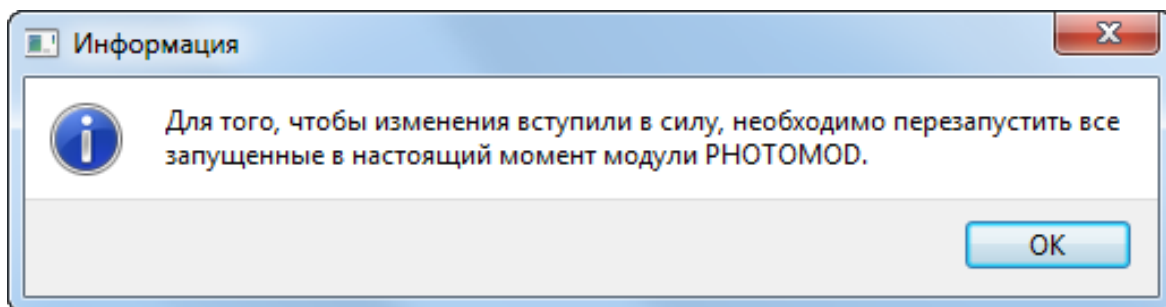 Информация
Для того, чтобы изменения вступили в силу, необходимо перезапустить все
запущенные в настоящий момент модули PHOTOMOD.
OK